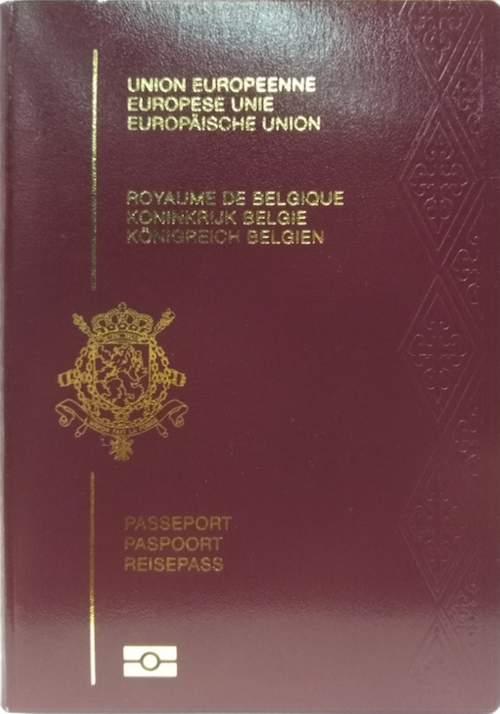 UNION EUROPEENNE
EUROPESE UNIE
EUROPÄISCHE UNION
ROYAUME DE BELGIQUE
KONINKRIJK BELGIE
KÖNIGREICH BELGIEN
PASSEPORT
PASPOORT
REISEPASS